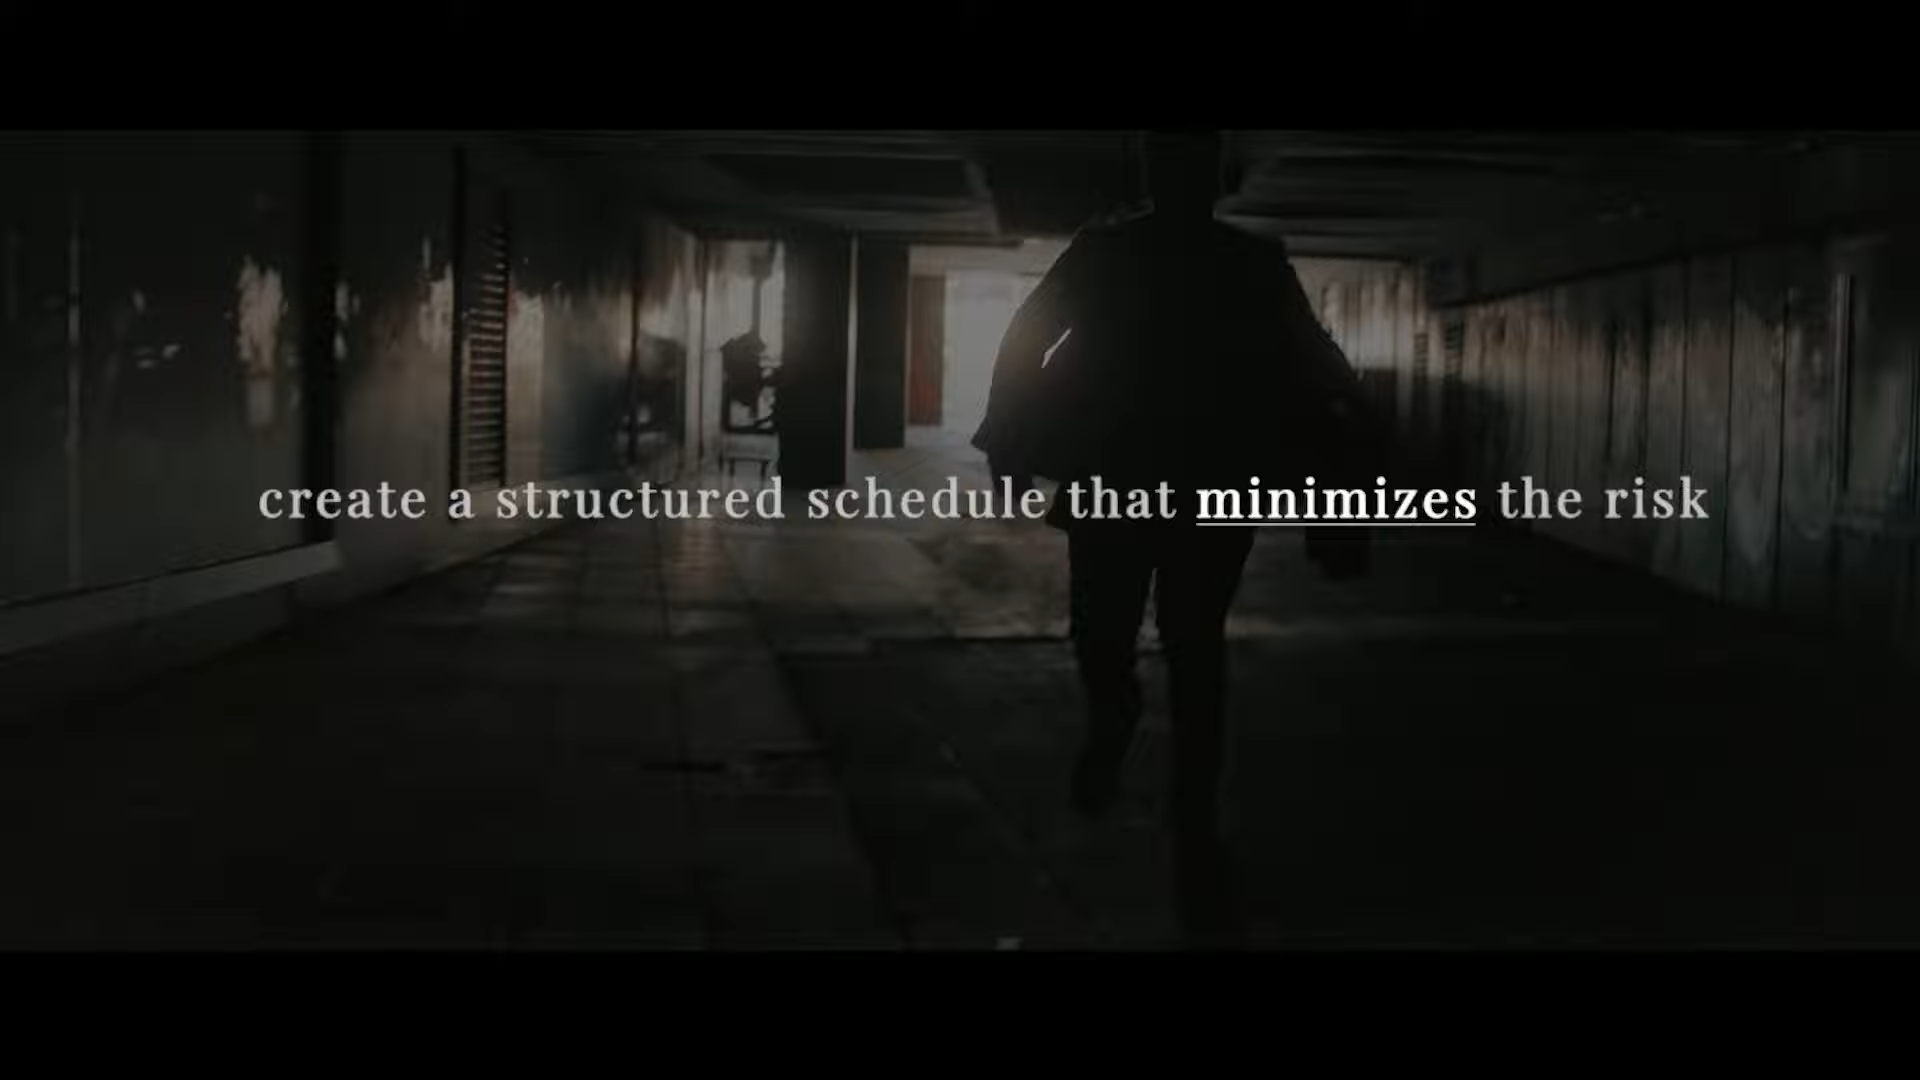 create a structured schedule that minimizes the risk